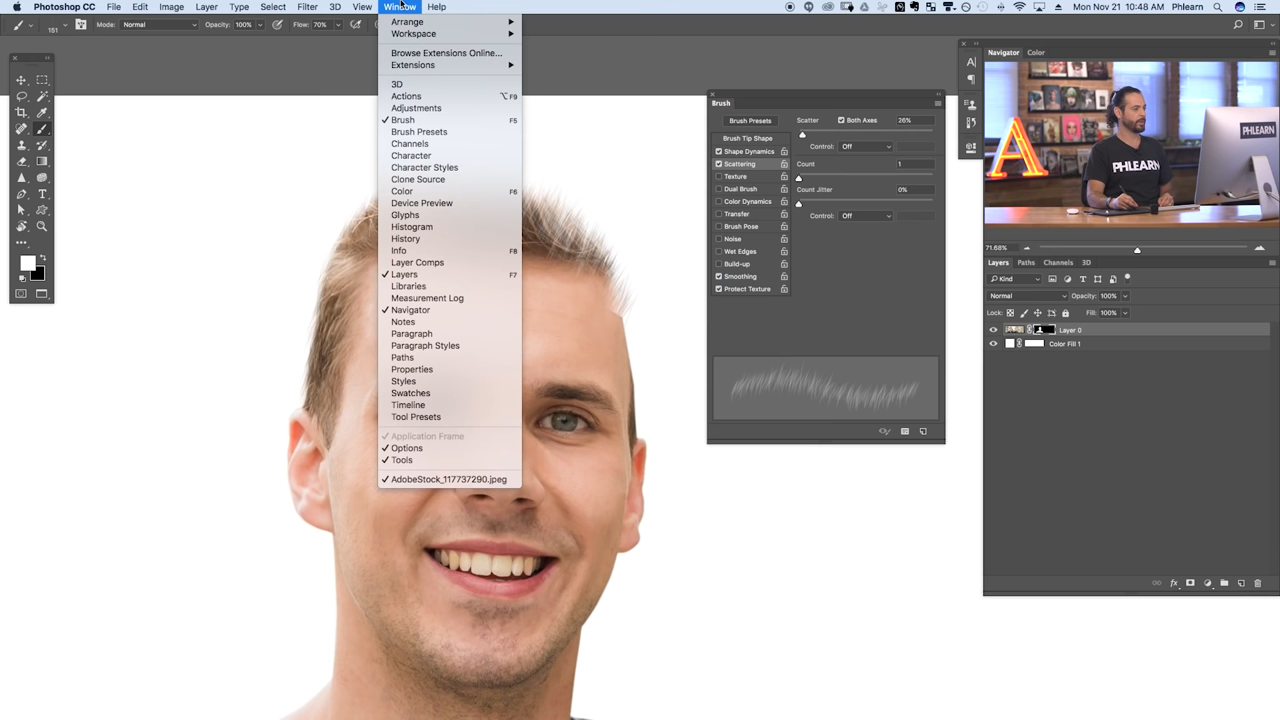 Photoshop CC File Edit Image Layer Type Select Filter 3D View Window Help Mon Nov 21 10:48 AM Phlearn
151 Mode: Normal Opacity: 100% Flow: 70%
Arrange
Workspace
Browse Extensions Online...
Extensions
3D
Actions ⌥F9
Adjustments
✓ Brush F5
Brush Presets
Channels
Character
Character Styles
Clone Source
Color F6
Device Preview
Glyphs
Histogram
History
Info F8
Layer Comps
✓ Layers F7
Libraries
Measurement Log
✓ Navigator
Notes
Paragraph
Paragraph Styles
Paths
Properties
Styles
Swatches
Timeline
Tool Presets
✓ Application Frame
✓ Options
✓ Tools
✓ AdobeStock_117737290.jpeg
Brush
Brush Presets
Brush Tip Shape
Shape Dynamics
Scattering
Texture
Dual Brush
Color Dynamics
Transfer
Brush Pose
Noise
Wet Edges
Build-up
Smoothing
Protect Texture
Scatter Both Axes 26%
Control: Off
Count 1
Count Jitter 0%
Control: Off
Navigator Color
PHLEARN
PHLEARN
71.68%
Layers Paths Channels 3D
Kind
Normal Opacity: 100%
Lock: Fill: 100%
Layer 0
Color Fill 1